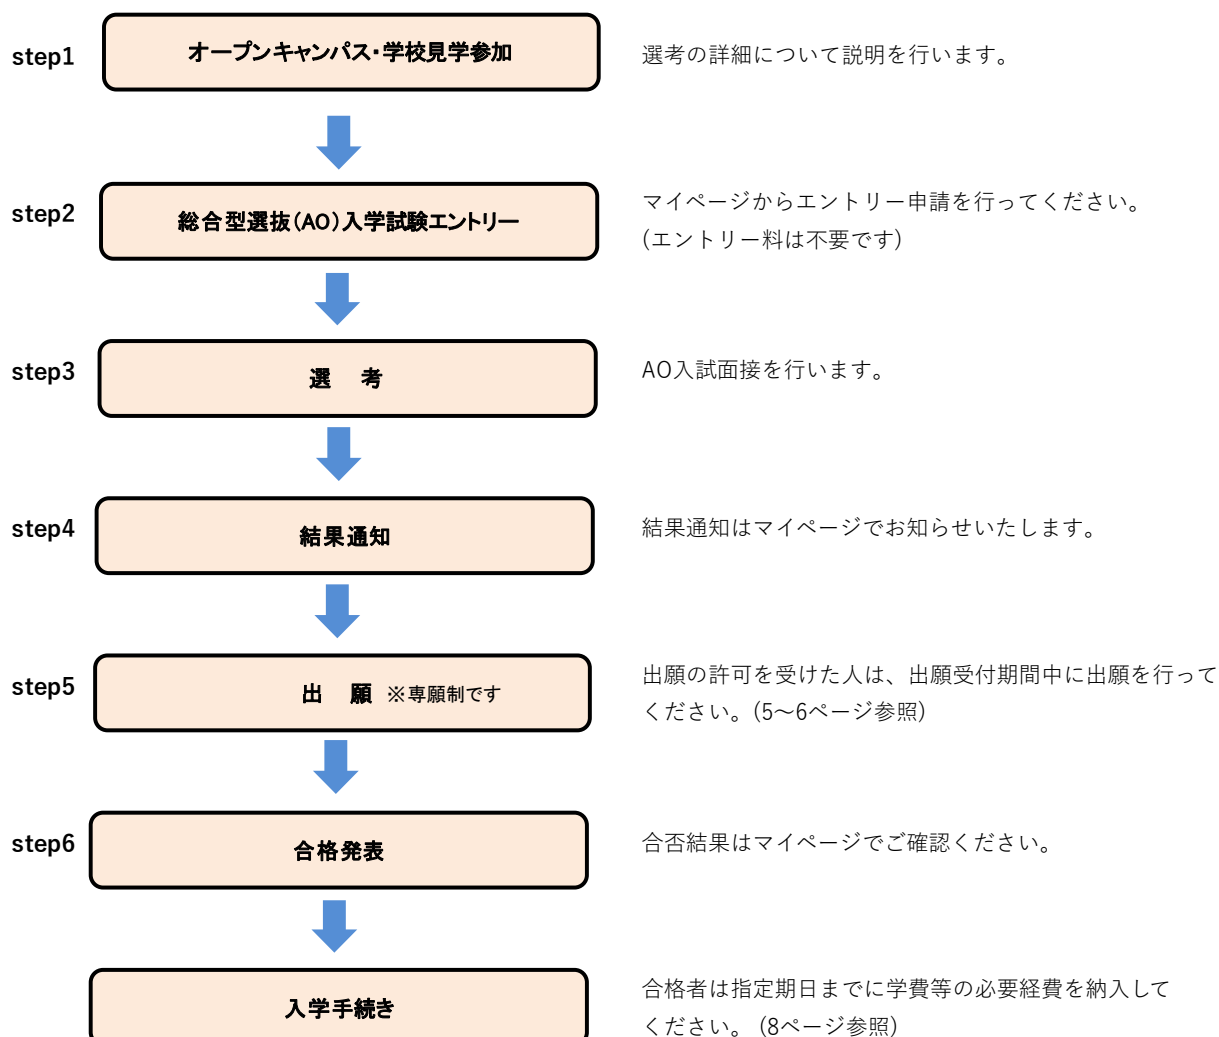 step1
オープンキャンパス・学校見学参加
選考の詳細について説明を行います。
step2
総合型選抜(AO)入学試験エントリー
マイページからエントリー申請を行ってください。
(エントリー料は不要です)
step3
選 考
AO入試面接を行います。
step4
結果通知
結果通知はマイページでお知らせいたします。
step5
出 願 ※専願制です
出願の許可を受けた人は、出願受付期間中に出願を行って
ください。(5～6ページ参照)
step6
合格発表
合否結果はマイページでご確認ください。
入学手続き
合格者は指定期日までに学費等の必要経費を納入して
ください。 (8ページ参照)